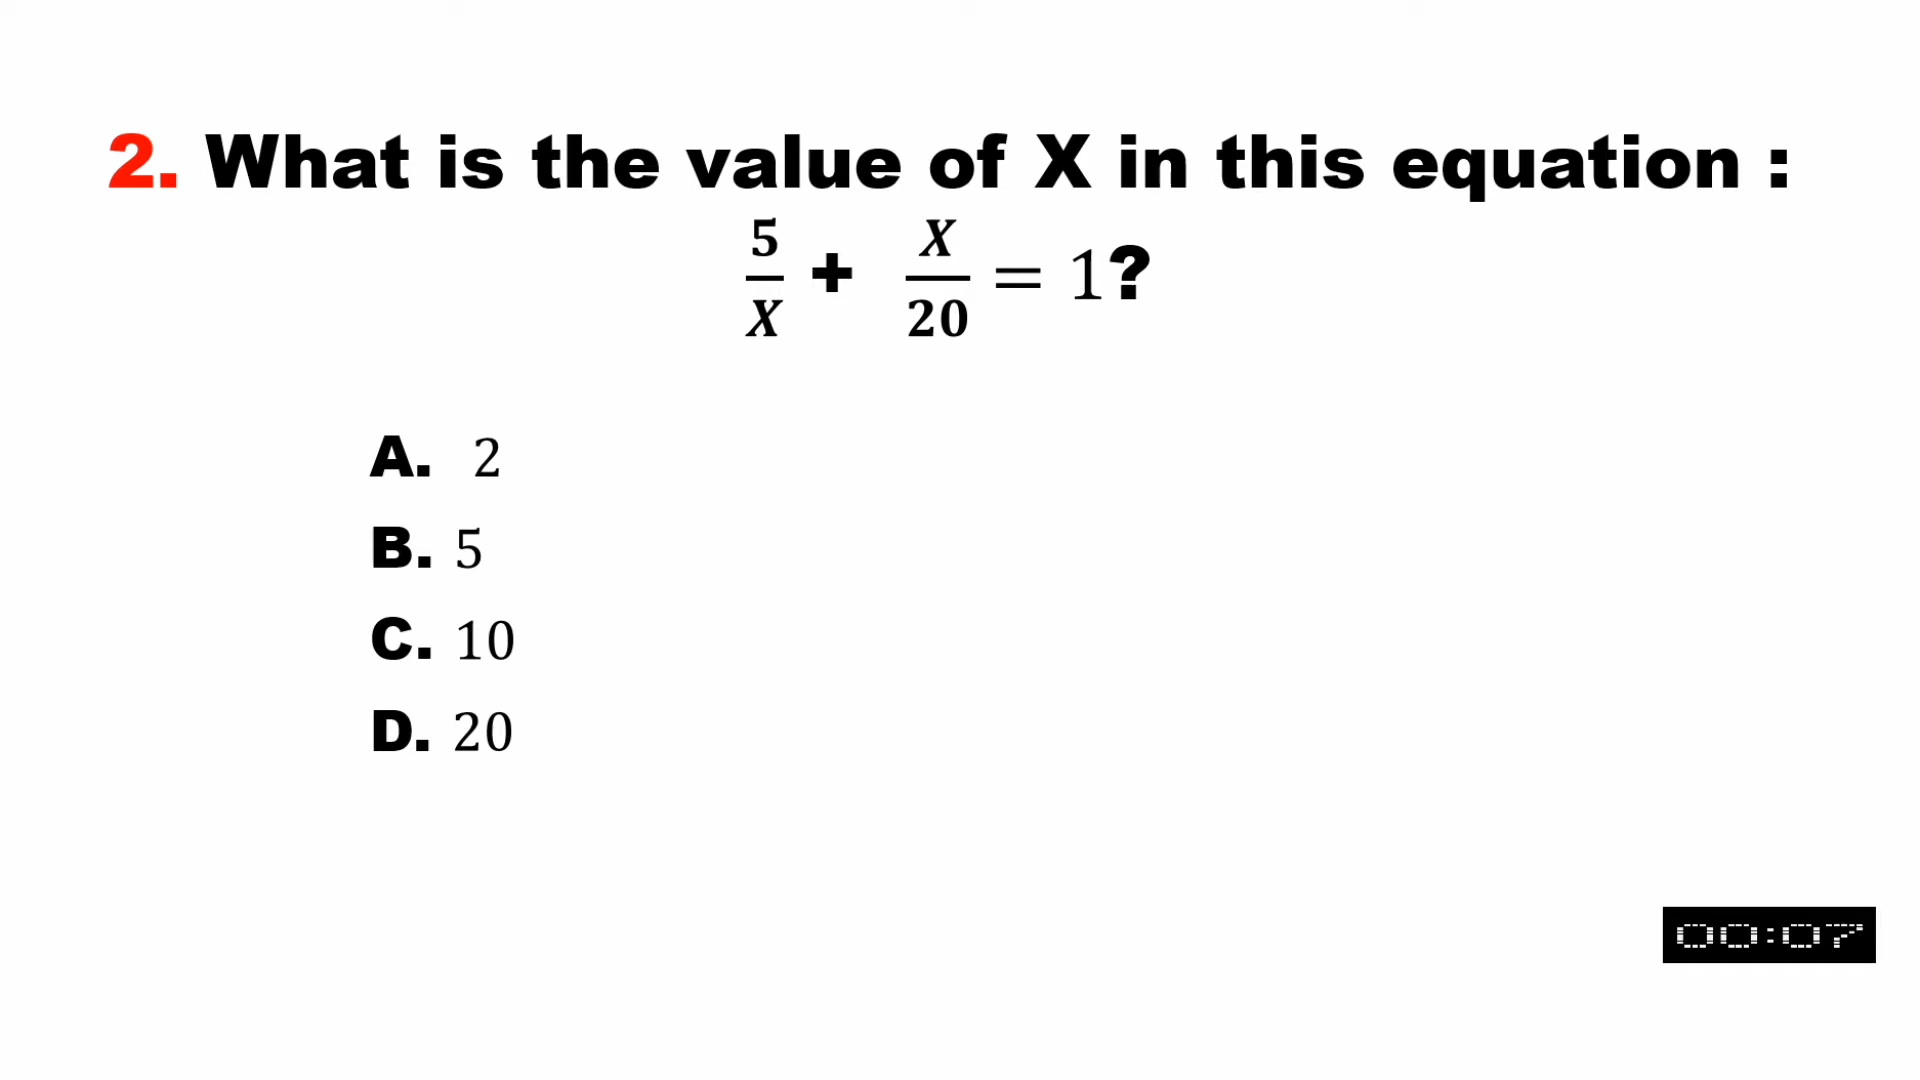 2. What is the value of X in this equation :
5/X + X/20 = 1?
A. 2
B. 5
C. 10
D. 20
00:07